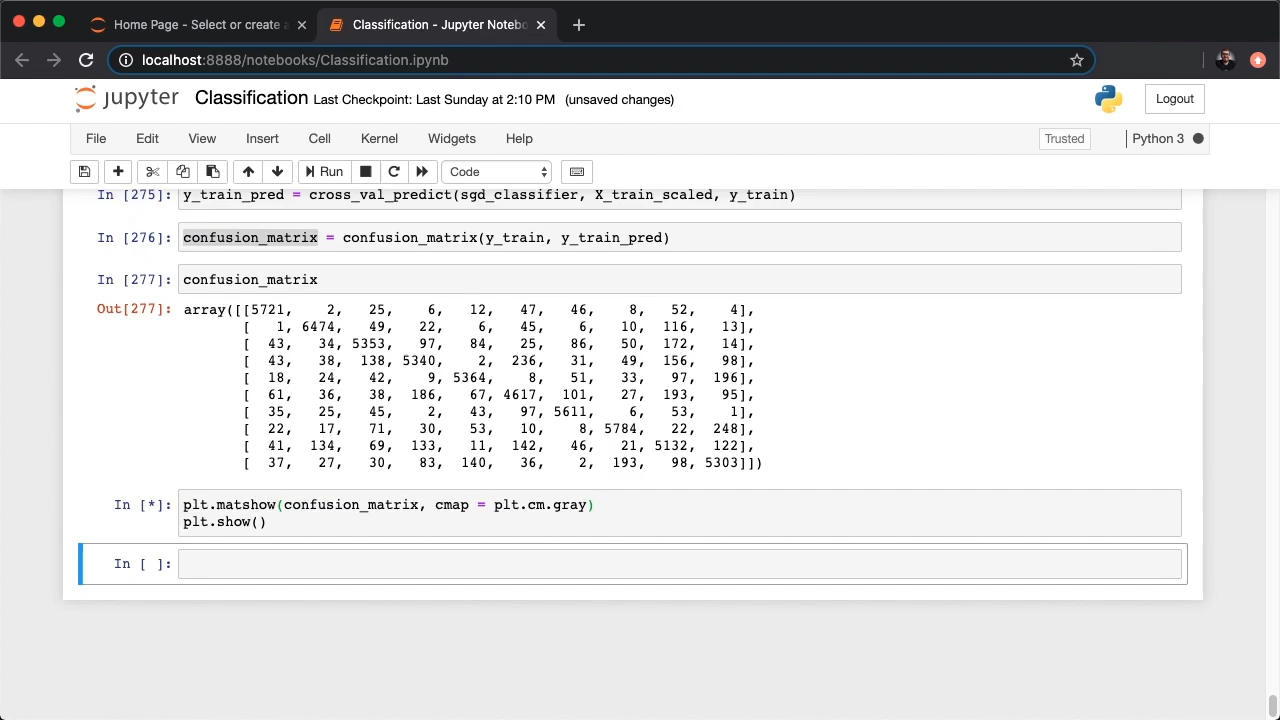 Home Page - Select or create a
Classification - Jupyter Notebo
localhost:8888/notebooks/Classification.ipynb
jupyter Classification Last Checkpoint: Last Sunday at 2:10 PM (unsaved changes)
Logout
File Edit View Insert Cell Kernel Widgets Help
Trusted Python 3
Run Code
In [275]: y_train_pred = cross_val_predict(sgd_classifier, X_train_scaled, y_train)
In [276]: confusion_matrix = confusion_matrix(y_train, y_train_pred)
In [277]: confusion_matrix
Out[277]: array([[5721, 2, 25, 6, 12, 47, 46, 8, 52, 4],
[ 1, 6474, 49, 22, 6, 45, 6, 10, 116, 13],
[ 43, 34, 5353, 97, 84, 25, 86, 50, 172, 14],
[ 43, 38, 138, 5340, 2, 236, 31, 49, 156, 98],
[ 18, 24, 42, 9, 5364, 8, 51, 33, 97, 196],
[ 61, 36, 38, 186, 67, 4617, 101, 27, 193, 95],
[ 35, 25, 45, 2, 43, 97, 5611, 6, 53, 1],
[ 22, 17, 71, 30, 53, 10, 8, 5784, 22, 248],
[ 41, 134, 69, 133, 11, 142, 46, 21, 5132, 122],
[ 37, 27, 30, 83, 140, 36, 2, 193, 98, 5303]])
In [*]: plt.matshow(confusion_matrix, cmap = plt.cm.gray)
plt.show()
In [ ]: